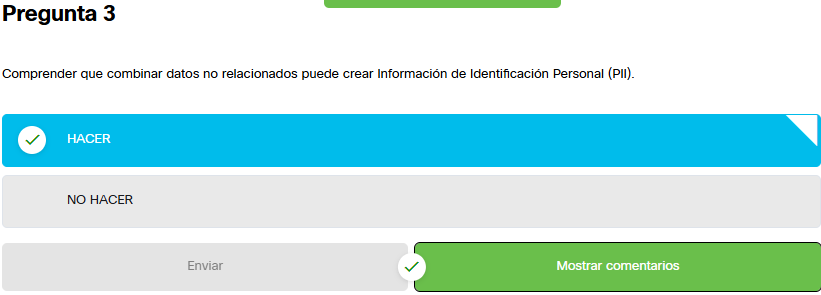 Pregunta 3
Comprender que combinar datos no relacionados puede crear Información de Identificación Personal (PII).
HACER
NO HACER
Enviar
Mostrar comentarios